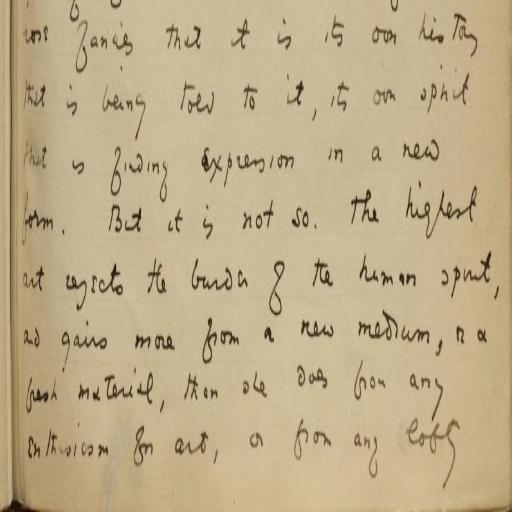 fancies that it is its own history
that is being told to it, its own spirit
that is finding expression in a new
form. But it is not so. The highest
art rejects the burden of the human spirit,
and gains more from a new medium, or a
fresh material, than she does from any
enthusiasm for art, or from any lofty